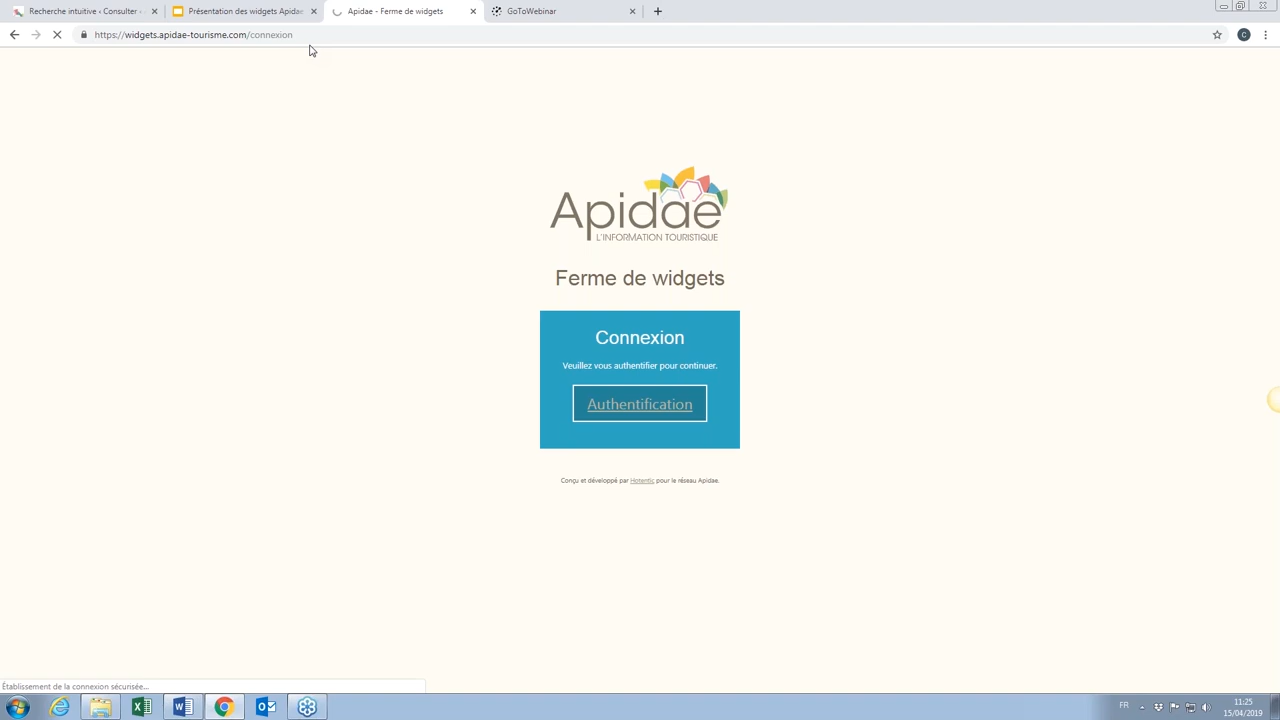 Recherche intuitive ‹ Consulter -
Présentation des widgets Apidae
Apidae - Ferme de widgets
GoToWebinar
https://widgets.apidae-tourisme.com/connexion
C
Apidae
L'INFORMATION TOURISTIQUE
Ferme de widgets
Connexion
Veuillez vous authentifier pour continuer.
Authentification
Conçu et développé par Hotentic pour le réseau Apidae.
Établissement de la connexion sécurisée...
FR
11:25
15/04/2019